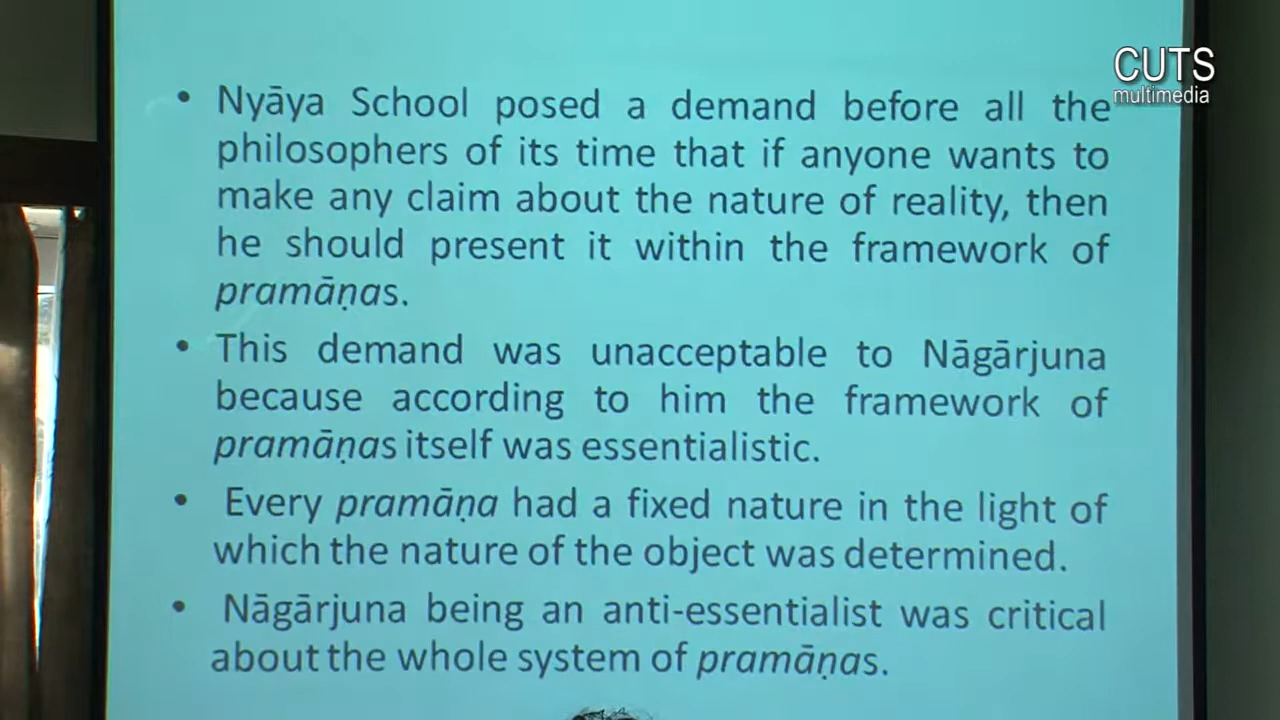 CUTS
multimedia
• Nyāya School posed a demand before all the
philosophers of its time that if anyone wants to
make any claim about the nature of reality, then
he should present it within the framework of
pramāṇas.
• This demand was unacceptable to Nāgārjuna
because according to him the framework of
pramāṇas itself was essentialistic.
• Every pramāṇa had a fixed nature in the light of
which the nature of the object was determined.
• Nāgārjuna being an anti-essentialist was critical
about the whole system of pramāṇas.